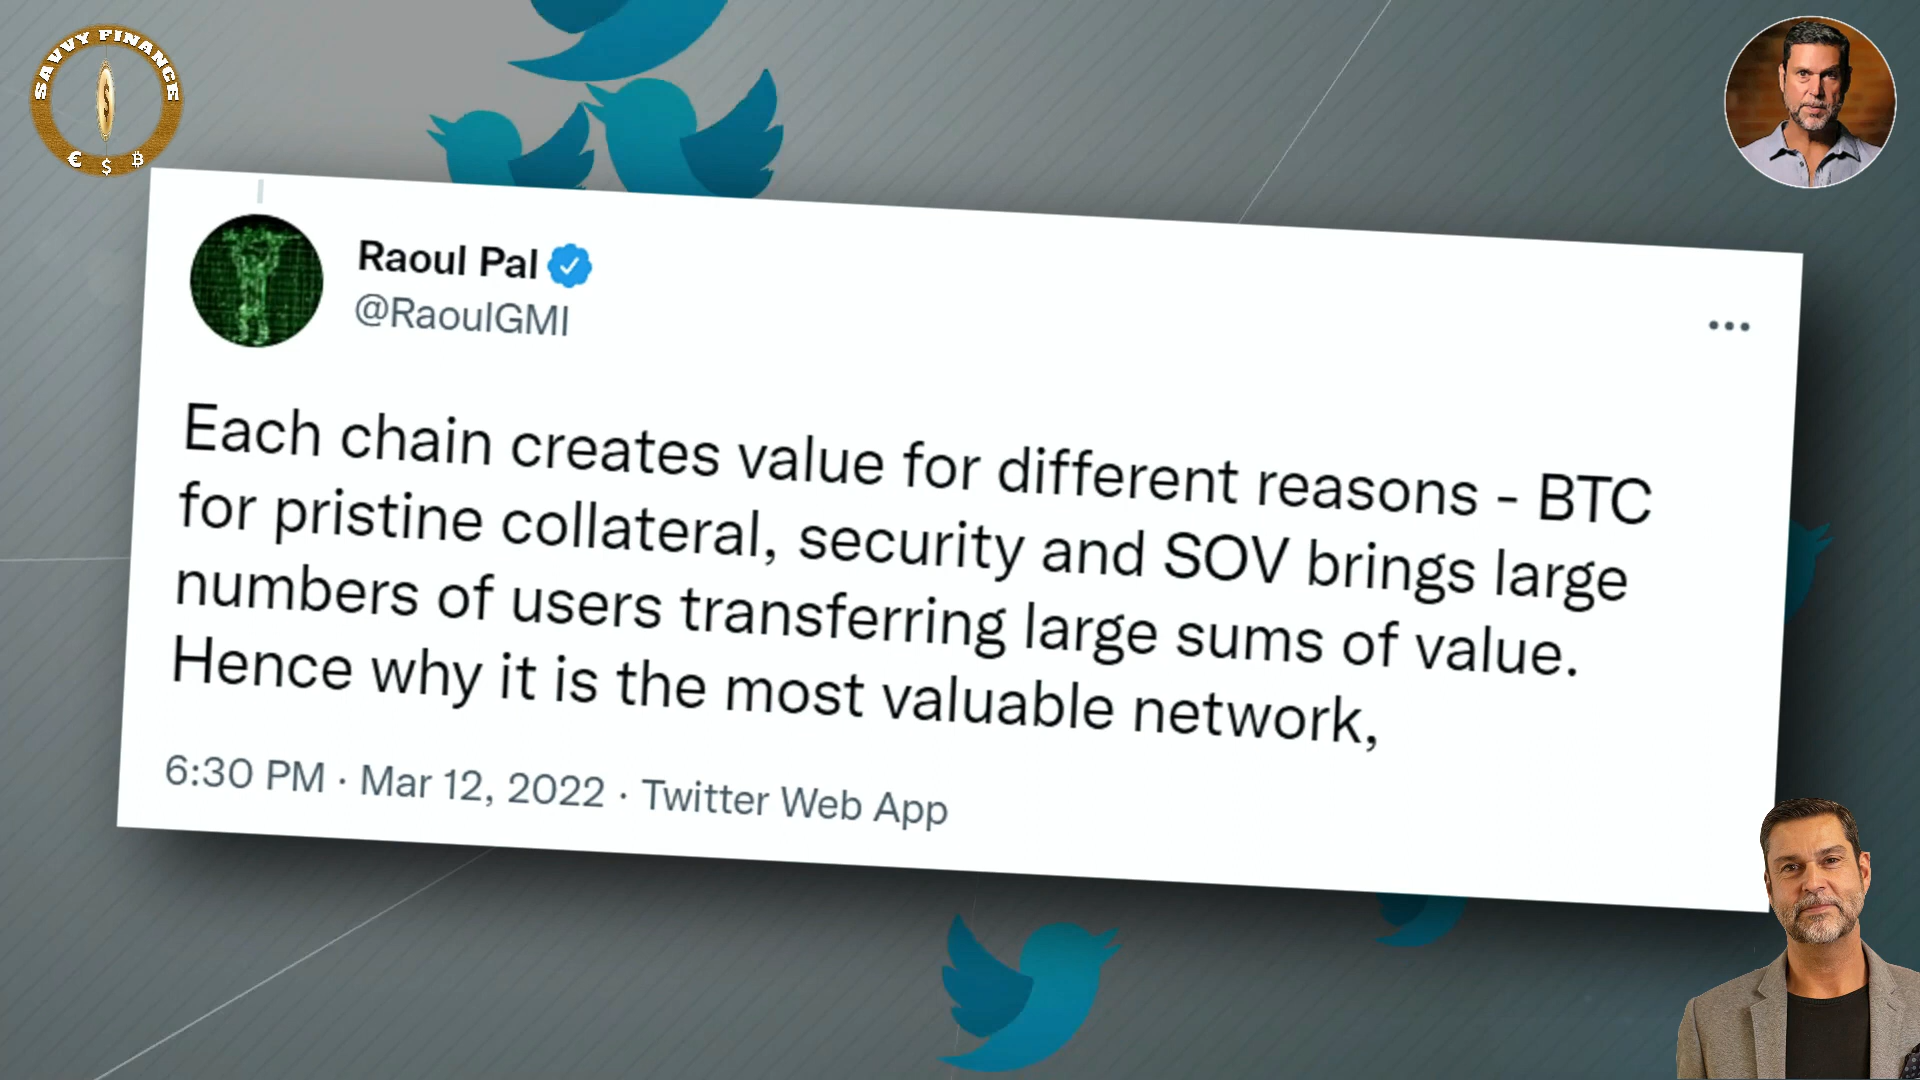 SAVVY FINANCE
€ $ ₿
Raoul Pal
@RaoulGMI
Each chain creates value for different reasons - BTC
for pristine collateral, security and SOV brings large
numbers of users transferring large sums of value.
Hence why it is the most valuable network,
6:30 PM · Mar 12, 2022 · Twitter Web App